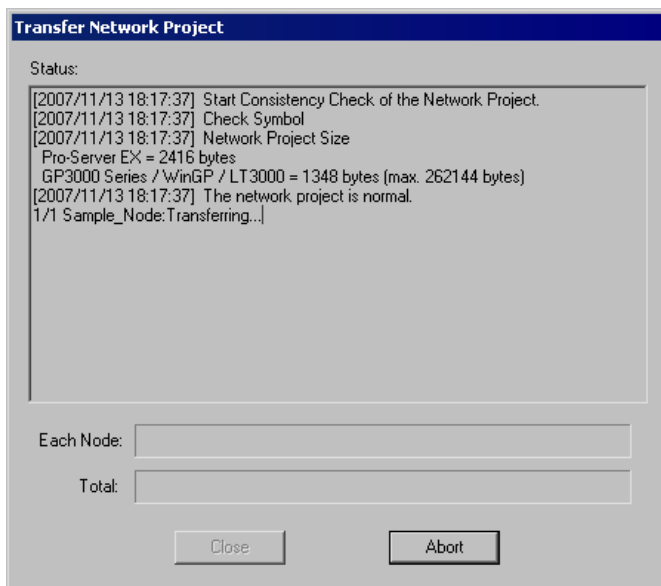 Transfer Network Project
Status:
[2007/11/13 18:17:37] Start Consistency Check of the Network Project.
[2007/11/13 18:17:37] Check Symbol
[2007/11/13 18:17:37] Network Project Size
Pro-Server EX = 2416 bytes
GP3000 Series / WinGP / LT3000 = 1348 bytes (max. 262144 bytes)
[2007/11/13 18:17:37] The network project is normal.
1/1 Sample_Node:Transferring...
Each Node:
Total:
Close
Abort